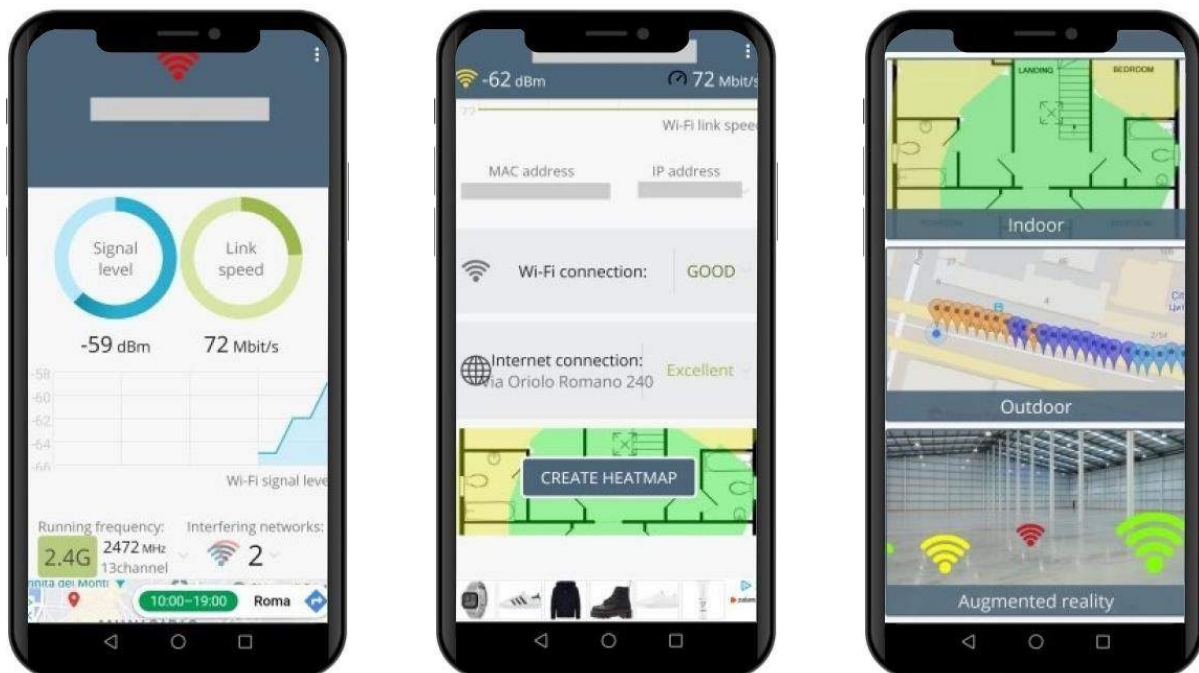 Signal
level
Link
speed
-59 dBm
72 Mbit/s
-58
-60
-62
-64
-66
Wi-Fi signal leve
Running frequency:
Interfering networks:
2.4G
2472 MHz
13channel
2
10:00–19:00
Roma
-62 dBm
72 Mbit/s
72
Wi-Fi link speed
MAC address
IP address
Wi-Fi connection:
GOOD
Internet connection:
Via Oriolo Romano 240
Excellent
CREATE HEATMAP
LANDING
BEDROOM
Indoor
Outdoor
Augmented reality